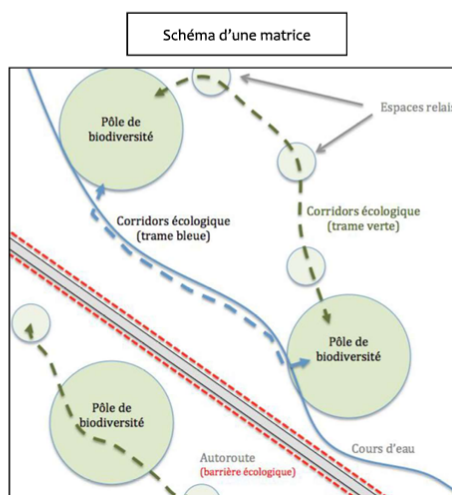 Schéma d'une matrice
Pôle de
biodiversité
Espaces relais
Corridors écologique
(trame bleue)
Corridors écologique
(trame verte)
Pôle de
biodiversité
Pôle de
biodiversité
Autoroute
(barrière écologique)
Cours d'eau